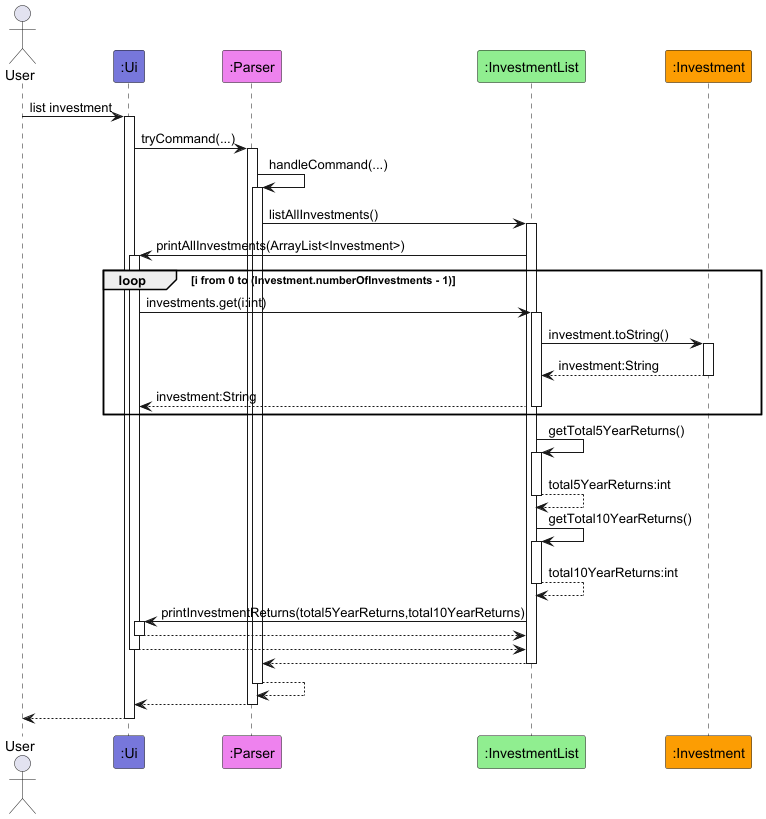 User
:Ui
:Parser
:InvestmentList
:Investment
list investment
tryCommand(...)
handleCommand(...)
listAllInvestments()
printAllInvestments(ArrayList<Investment>)
loop
[i from 0 to (Investment.numberOfInvestments - 1)]
investments.get(i:int)
investment.toString()
investment:String
investment:String
getTotal5YearReturns()
total5YearReturns:int
getTotal10YearReturns()
total10YearReturns:int
printInvestmentReturns(total5YearReturns,total10YearReturns)
User
:Ui
:Parser
:InvestmentList
:Investment